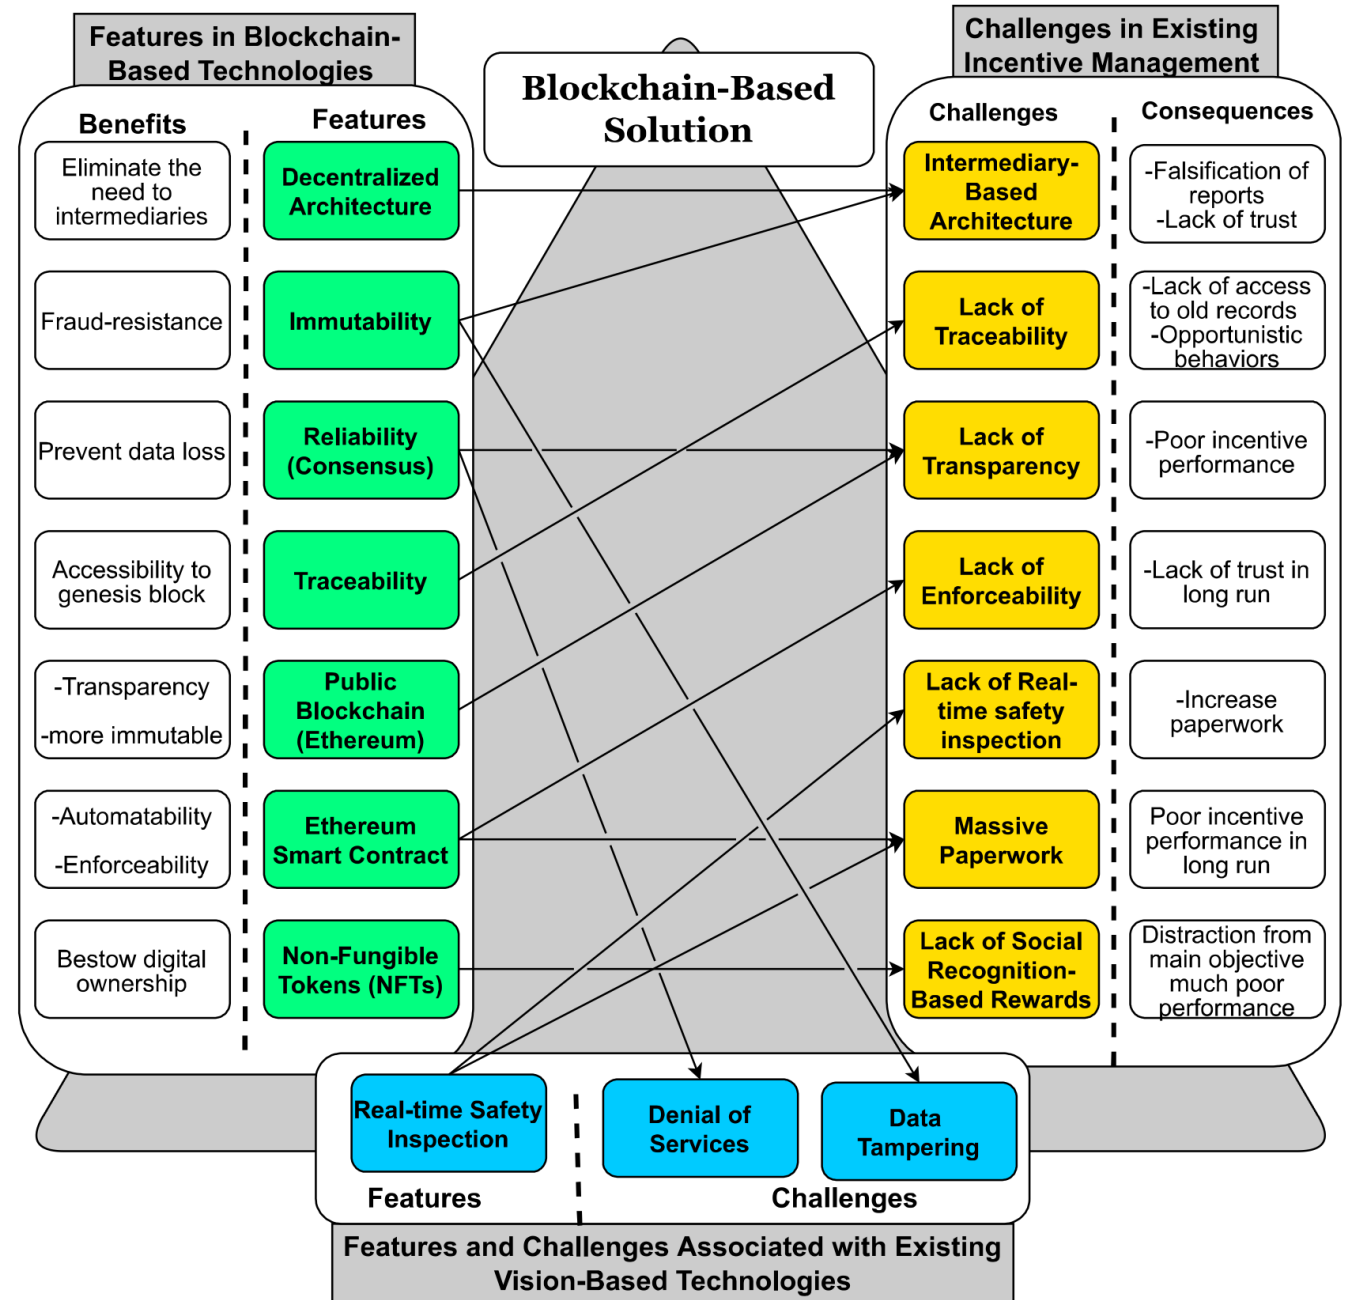 Features in Blockchain-
Based Technologies
Benefits
Features
Eliminate the
need to
intermediaries
Decentralized
Architecture
Fraud-resistance
Immutability
Prevent data loss
Reliability
(Consensus)
Accessibility to
genesis block
Traceability
-Transparency
-more immutable
Public
Blockchain
(Ethereum)
-Automatability
-Enforceability
Ethereum
Smart Contract
Bestow digital
ownership
Non-Fungible
Tokens (NFTs)
Blockchain-Based
Solution
Challenges in Existing
Incentive Management
Challenges
Consequences
Intermediary-
Based
Architecture
-Falsification of
reports
-Lack of trust
Lack of
Traceability
-Lack of access
to old records
-Opportunistic
behaviors
Lack of
Transparency
-Poor incentive
performance
Lack of
Enforceability
-Lack of trust in
long run
Lack of Real-
time safety
inspection
-Increase
paperwork
Massive
Paperwork
Poor incentive
performance in
long run
Lack of Social
Recognition-
Based Rewards
Distraction from
main objective
much poor
performance
Real-time Safety
Inspection
Denial of
Services
Data
Tampering
Features
Challenges
Features and Challenges Associated with Existing
Vision-Based Technologies